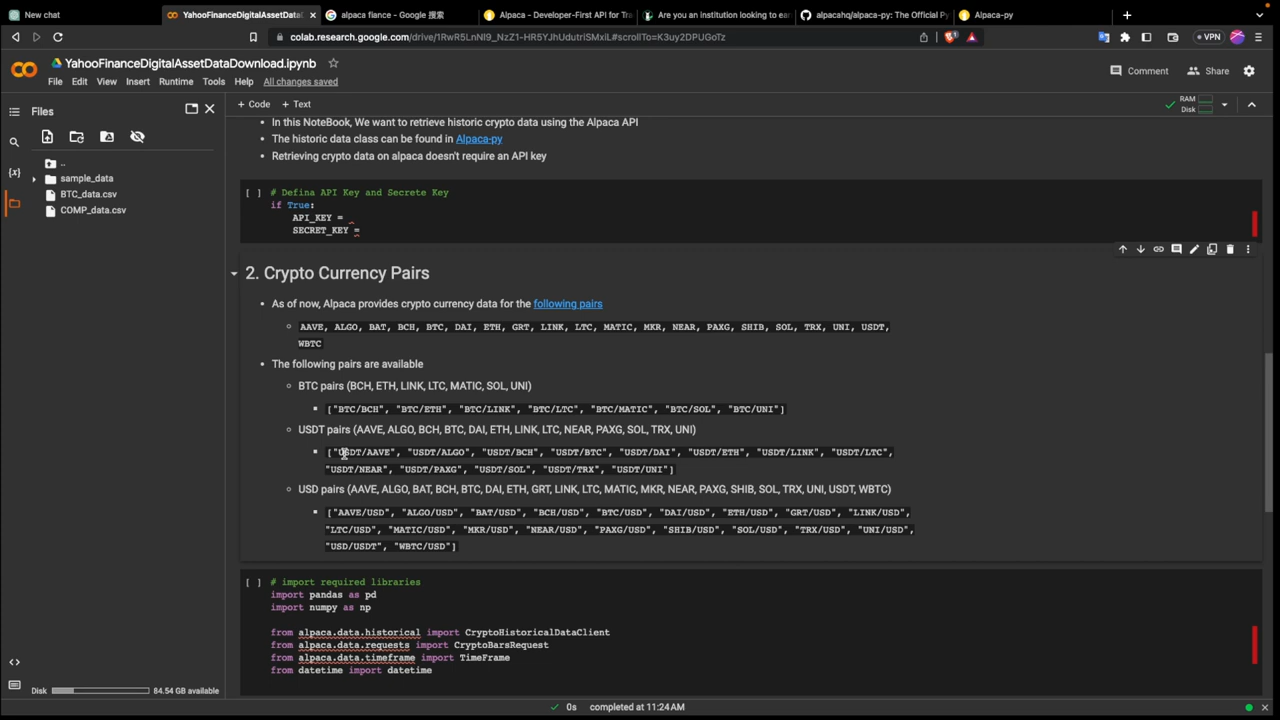 New chat
YahooFinanceDigitalAssetData
alpaca fiance - Google 搜索
Alpaca - Developer-First API for Tra
Are you an institution looking to ear
alpacahq/alpaca-py: The Official Py
Alpaca-py
colab.research.google.com/drive/1RwR5LnNI9_NzZ1-HR5YJhUdutriSMxiL#scrollTo=K3uy2DPUGoTz
VPN
YahooFinanceDigitalAssetDataDownload.ipynb
File Edit View Insert Runtime Tools Help All changes saved
Comment
Share
Files
+ Code + Text
RAM
Disk
..
sample_data
BTC_data.csv
COMP_data.csv
In this NoteBook, We want to retrieve historic crypto data using the Alpaca API
The historic data class can be found in Alpaca-py
Retrieving crypto data on alpaca doesn't require an API key
[ ] # Defina API Key and Secrete Key
if True:
API_KEY =
SECRET_KEY =
2. Crypto Currency Pairs
As of now, Alpaca provides crypto currency data for the following pairs
AAVE, ALGO, BAT, BCH, BTC, DAI, ETH, GRT, LINK, LTC, MATIC, MKR, NEAR, PAXG, SHIB, SOL, TRX, UNI, USDT,
WBTC
The following pairs are available
BTC pairs (BCH, ETH, LINK, LTC, MATIC, SOL, UNI)
["BTC/BCH", "BTC/ETH", "BTC/LINK", "BTC/LTC", "BTC/MATIC", "BTC/SOL", "BTC/UNI"]
USDT pairs (AAVE, ALGO, BCH, BTC, DAI, ETH, LINK, LTC, NEAR, PAXG, SOL, TRX, UNI)
["USDT/AAVE", "USDT/ALGO", "USDT/BCH", "USDT/BTC", "USDT/DAI", "USDT/ETH", "USDT/LINK", "USDT/LTC",
"USDT/NEAR", "USDT/PAXG", "USDT/SOL", "USDT/TRX", "USDT/UNI"]
USD pairs (AAVE, ALGO, BAT, BCH, BTC, DAI, ETH, GRT, LINK, LTC, MATIC, MKR, NEAR, PAXG, SHIB, SOL, TRX, UNI, USDT, WBTC)
["AAVE/USD", "ALGO/USD", "BAT/USD", "BCH/USD", "BTC/USD", "DAI/USD", "ETH/USD", "GRT/USD", "LINK/USD",
"LTC/USD", "MATIC/USD", "MKR/USD", "NEAR/USD", "PAXG/USD", "SHIB/USD", "SOL/USD", "TRX/USD", "UNI/USD",
"USD/USDT", "WBTC/USD"]
[ ] # import required libraries
import pandas as pd
import numpy as np
from alpaca.data.historical import CryptoHistoricalDataClient
from alpaca.data.requests import CryptoBarsRequest
from alpaca.data.timeframe import TimeFrame
from datetime import datetime
Disk 84.54 GB available
0s completed at 11:24AM